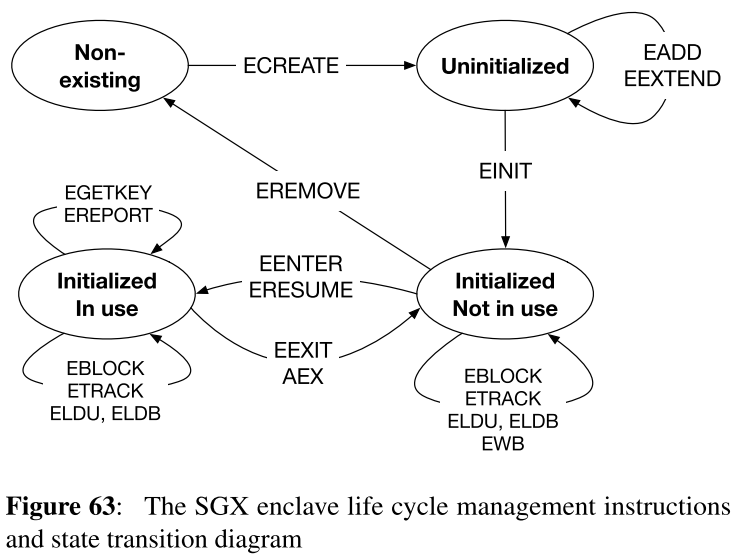 Non-
existing
ECREATE
Uninitialized
EADD
EEXTEND
EINIT
EREMOVE
EGETKEY
EREPORT
Initialized
In use
EENTER
ERESUME
Initialized
Not in use
EEXIT
AEX
EBLOCK
ETRACK
ELDU, ELDB
EBLOCK
ETRACK
ELDU, ELDB
EWB
Figure 63: The SGX enclave life cycle management instructions
and state transition diagram